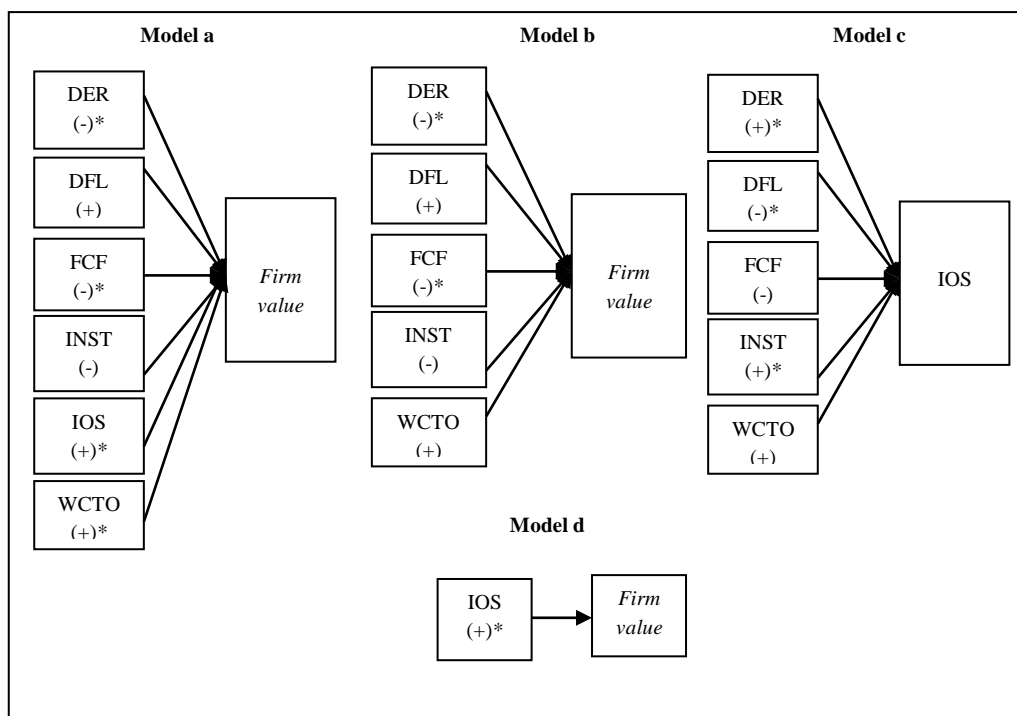 Model a
DER
(-)*
DFL
(+)
FCF
(-)*
INST
(-)
IOS
(+)*
WCTO
(+)*
Firm
value
Model b
DER
(-)*
DFL
(+)
FCF
(-)*
INST
(-)
WCTO
(+)
Firm
value
Model c
DER
(+)*
DFL
(-)*
FCF
(-)
INST
(+)*
WCTO
(+)
IOS
Model d
IOS
(+)*
Firm
value